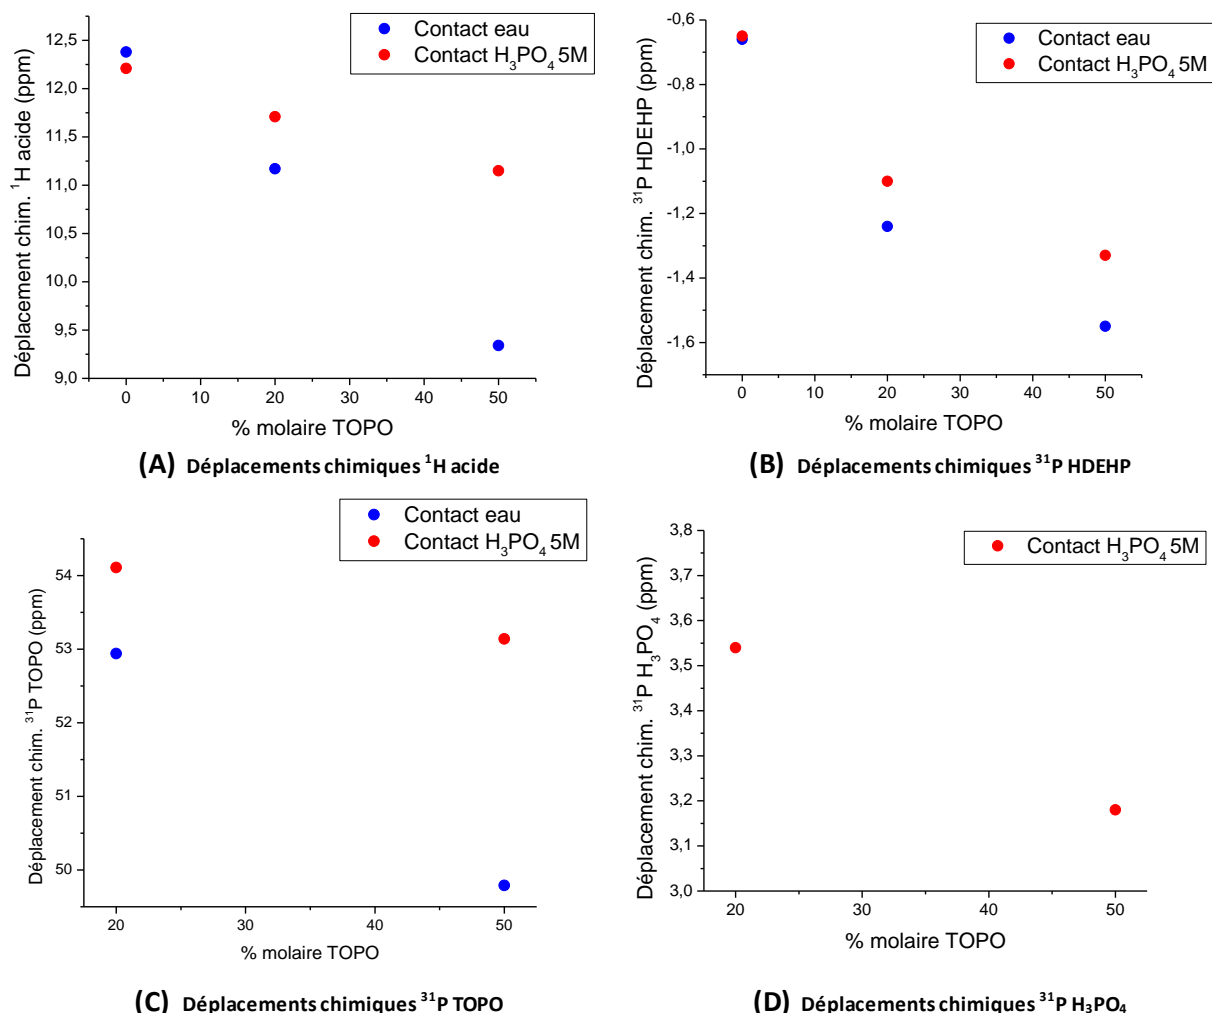 Contact eau
Contact H₃PO₄ 5M
12,5
12,0
11,5
11,0
10,5
10,0
9,5
9,0
Déplacement chim. ¹H acide (ppm)
0 10 20 30 40 50
% molaire TOPO
(A) Déplacements chimiques ¹H acide
Contact eau
Contact H₃PO₄ 5M
-0,6
-0,8
-1,0
-1,2
-1,4
-1,6
Déplacement chim. ³¹P HDEHP (ppm)
0 10 20 30 40 50
% molaire TOPO
(B) Déplacements chimiques ³¹P HDEHP
Contact eau
Contact H₃PO₄ 5M
54
53
52
51
50
Déplacement chim. ³¹P TOPO (ppm)
20 30 40 50
% molaire TOPO
(C) Déplacements chimiques ³¹P TOPO
Contact H₃PO₄ 5M
3,8
3,7
3,6
3,5
3,4
3,3
3,2
3,1
3,0
Déplacement chim. ³¹P H₃PO₄ (ppm)
20 30 40 50
% molaire TOPO
(D) Déplacements chimiques ³¹P H₃PO₄